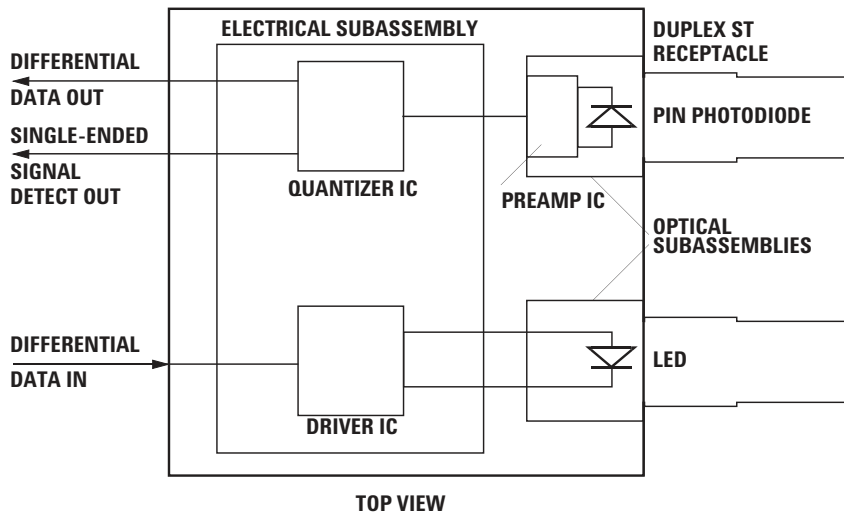 ELECTRICAL SUBASSEMBLY
DUPLEX ST
RECEPTACLE
DIFFERENTIAL
DATA OUT
PIN PHOTODIODE
SINGLE-ENDED
SIGNAL
DETECT OUT
QUANTIZER IC
PREAMP IC
OPTICAL
SUBASSEMBLIES
DIFFERENTIAL
DATA IN
LED
DRIVER IC
TOP VIEW